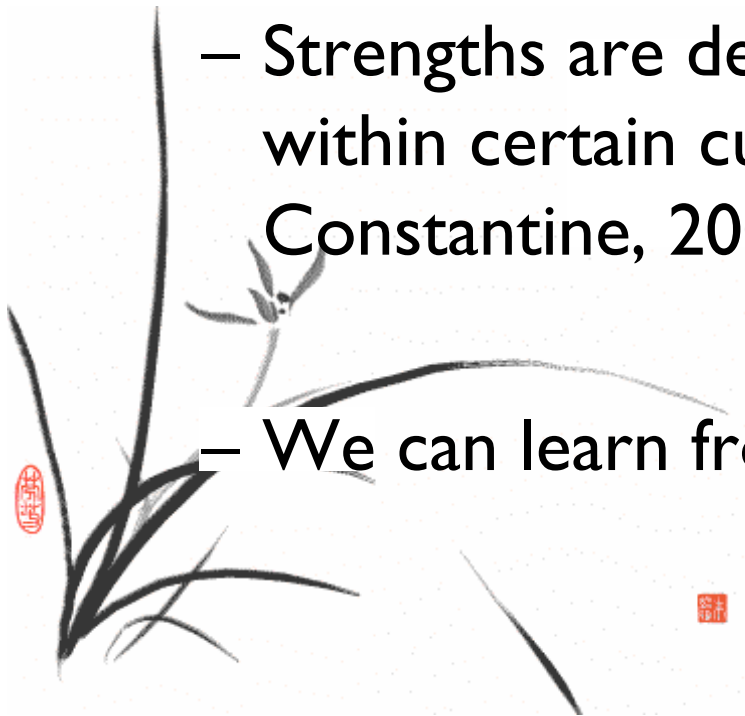 – Strengths are de
within certain cu
Constantine, 20
– We can learn fr